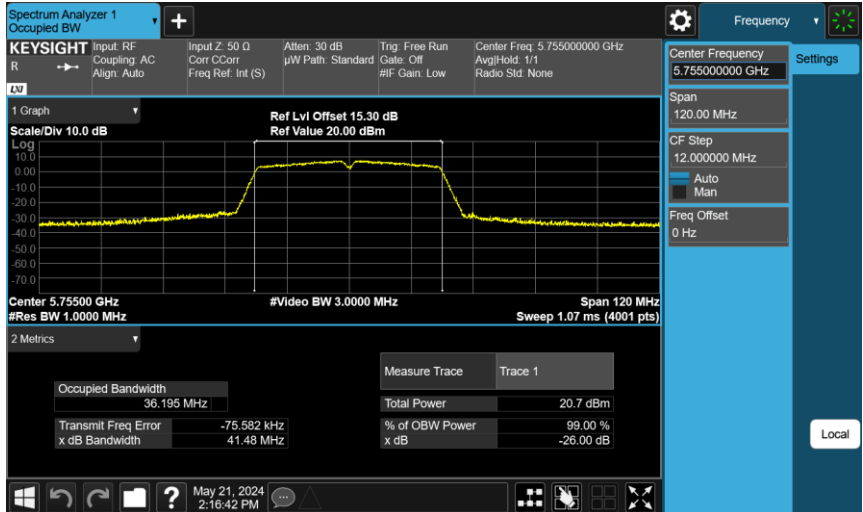 Spectrum Analyzer 1
Occupied BW
Frequency
KEYSIGHT
R
LXI
Input: RF
Coupling: AC
Align: Auto
Input Z: 50 Ω
Corr CCorr
Freq Ref: Int (S)
Atten: 30 dB
µW Path: Standard
Trig: Free Run
Gate: Off
#IF Gain: Low
Center Freq: 5.755000000 GHz
Avg|Hold: 1/1
Radio Std: None
Center Frequency
5.755000000 GHz
Settings
Span
120.00 MHz
CF Step
12.000000 MHz
Auto
Man
Freq Offset
0 Hz
Local
1 Graph
Scale/Div 10.0 dB
Ref Lvl Offset 15.30 dB
Ref Value 20.00 dBm
Log
10.0
0.00
-10.0
-20.0
-30.0
-40.0
-50.0
-60.0
-70.0
Center 5.75500 GHz
#Video BW 3.0000 MHz
Span 120 MHz
#Res BW 1.0000 MHz
Sweep 1.07 ms (4001 pts)
2 Metrics
Measure Trace Trace 1
Occupied Bandwidth
36.195 MHz
Total Power 20.7 dBm
Transmit Freq Error -75.582 kHz
% of OBW Power 99.00 %
x dB Bandwidth 41.48 MHz
x dB -26.00 dB
?
May 21, 2024
2:16:42 PM